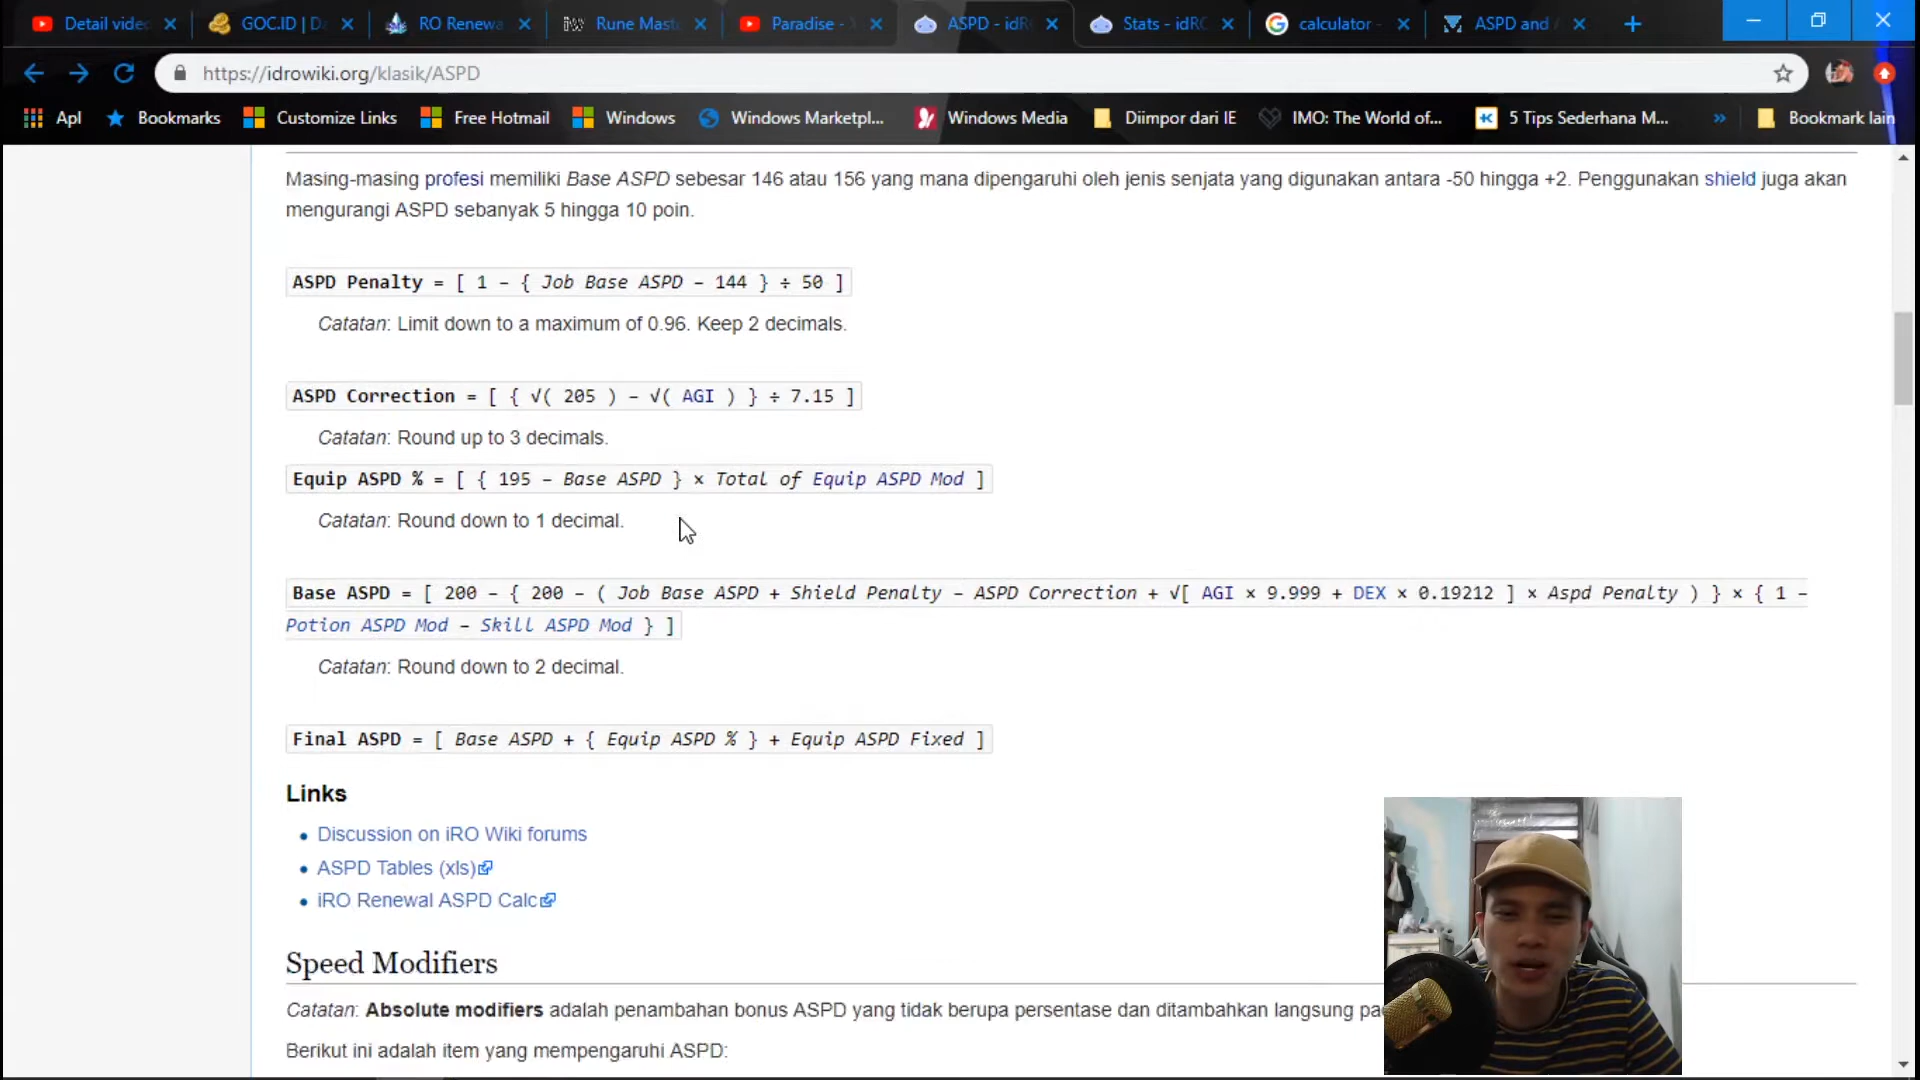 Detail videc
GOC.ID | D
RO Renewa
Rune Mast
Paradise -
ASPD - idR
Stats - idRO
calculator -
ASPD and
https://idrowiki.org/klasik/ASPD
Apl
Bookmarks
Customize Links
Free Hotmail
Windows
Windows Marketpl...
Windows Media
Diimpor dari IE
IMO: The World of...
5 Tips Sederhana M...
»
Bookmark lain
Masing-masing profesi memiliki Base ASPD sebesar 146 atau 156 yang mana dipengaruhi oleh jenis senjata yang digunakan antara -50 hingga +2. Penggunakan shield juga akan
mengurangi ASPD sebanyak 5 hingga 10 poin.
ASPD Penalty = [ 1 – { Job Base ASPD – 144 } ÷ 50 ]
Catatan: Limit down to a maximum of 0.96. Keep 2 decimals.
ASPD Correction = [ { √( 205 ) – √( AGI ) } ÷ 7.15 ]
Catatan: Round up to 3 decimals.
Equip ASPD % = [ { 195 – Base ASPD } × Total of Equip ASPD Mod ]
Catatan: Round down to 1 decimal.
Base ASPD = [ 200 – { 200 – ( Job Base ASPD + Shield Penalty – ASPD Correction + √[ AGI × 9.999 + DEX × 0.19212 ] × Aspd Penalty ) } × { 1 –
Potion ASPD Mod – Skill ASPD Mod } ]
Catatan: Round down to 2 decimal.
Final ASPD = [ Base ASPD + { Equip ASPD % } + Equip ASPD Fixed ]
Links
• Discussion on iRO Wiki forums
• ASPD Tables (xls)
• iRO Renewal ASPD Calc
Speed Modifiers
Catatan: Absolute modifiers adalah penambahan bonus ASPD yang tidak berupa persentase dan ditambahkan langsung pa
Berikut ini adalah item yang mempengaruhi ASPD: